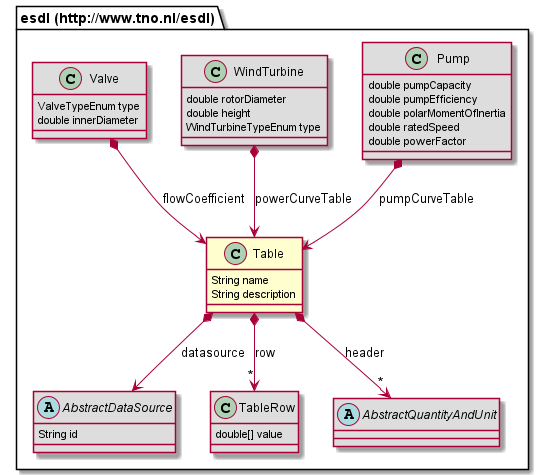 esdl (http://www.tno.nl/esdl)
C Valve
ValveTypeEnum type
double innerDiameter
C WindTurbine
double rotorDiameter
double height
WindTurbineTypeEnum type
C Pump
double pumpCapacity
double pumpEfficiency
double polarMomentOfInertia
double ratedSpeed
double powerFactor
flowCoefficient
powerCurveTable
pumpCurveTable
C Table
String name
String description
datasource
row
header
*
*
A AbstractDataSource
String id
C TableRow
double[] value
A AbstractQuantityAndUnit